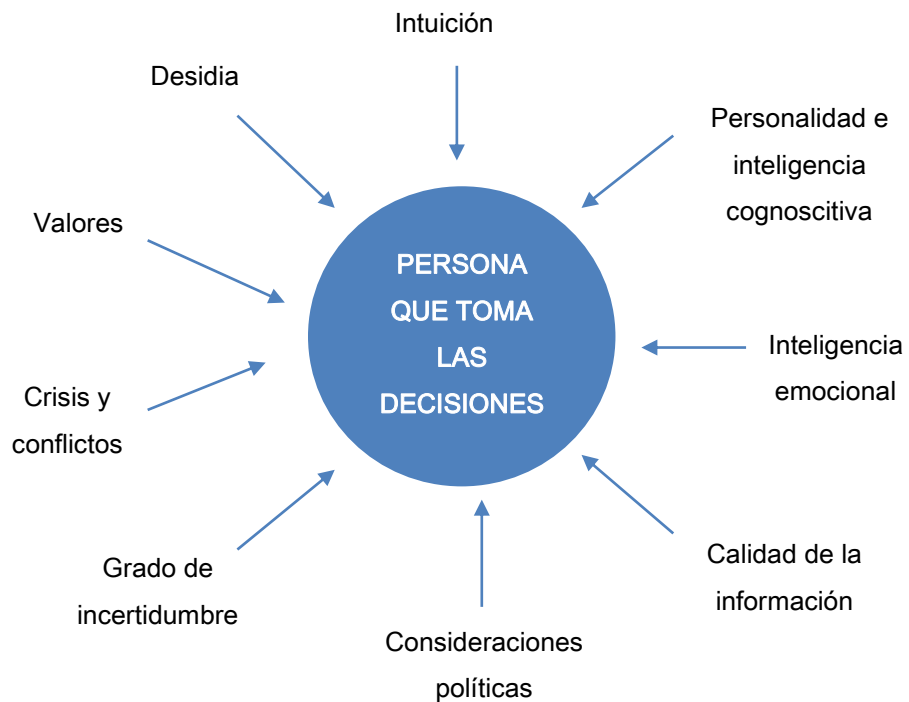 Intuición
Desidia
Personalidad e
inteligencia
cognoscitiva
Valores
PERSONA
QUE TOMA
LAS
DECISIONES
Inteligencia
emocional
Crisis y
conflictos
Grado de
incertidumbre
Calidad de la
información
Consideraciones
políticas